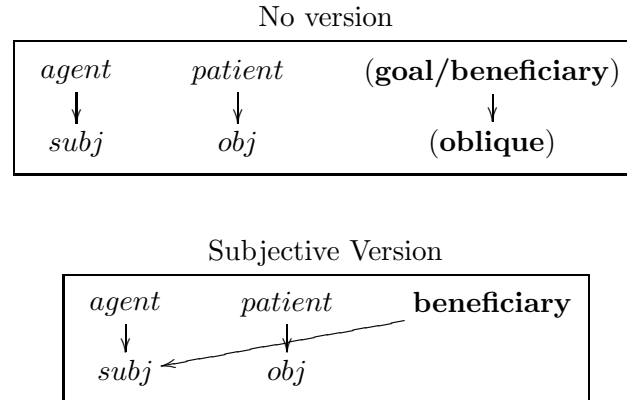 No version
agent patient (goal/beneficiary)
subj obj (oblique)
Subjective Version
agent patient beneficiary
subj obj